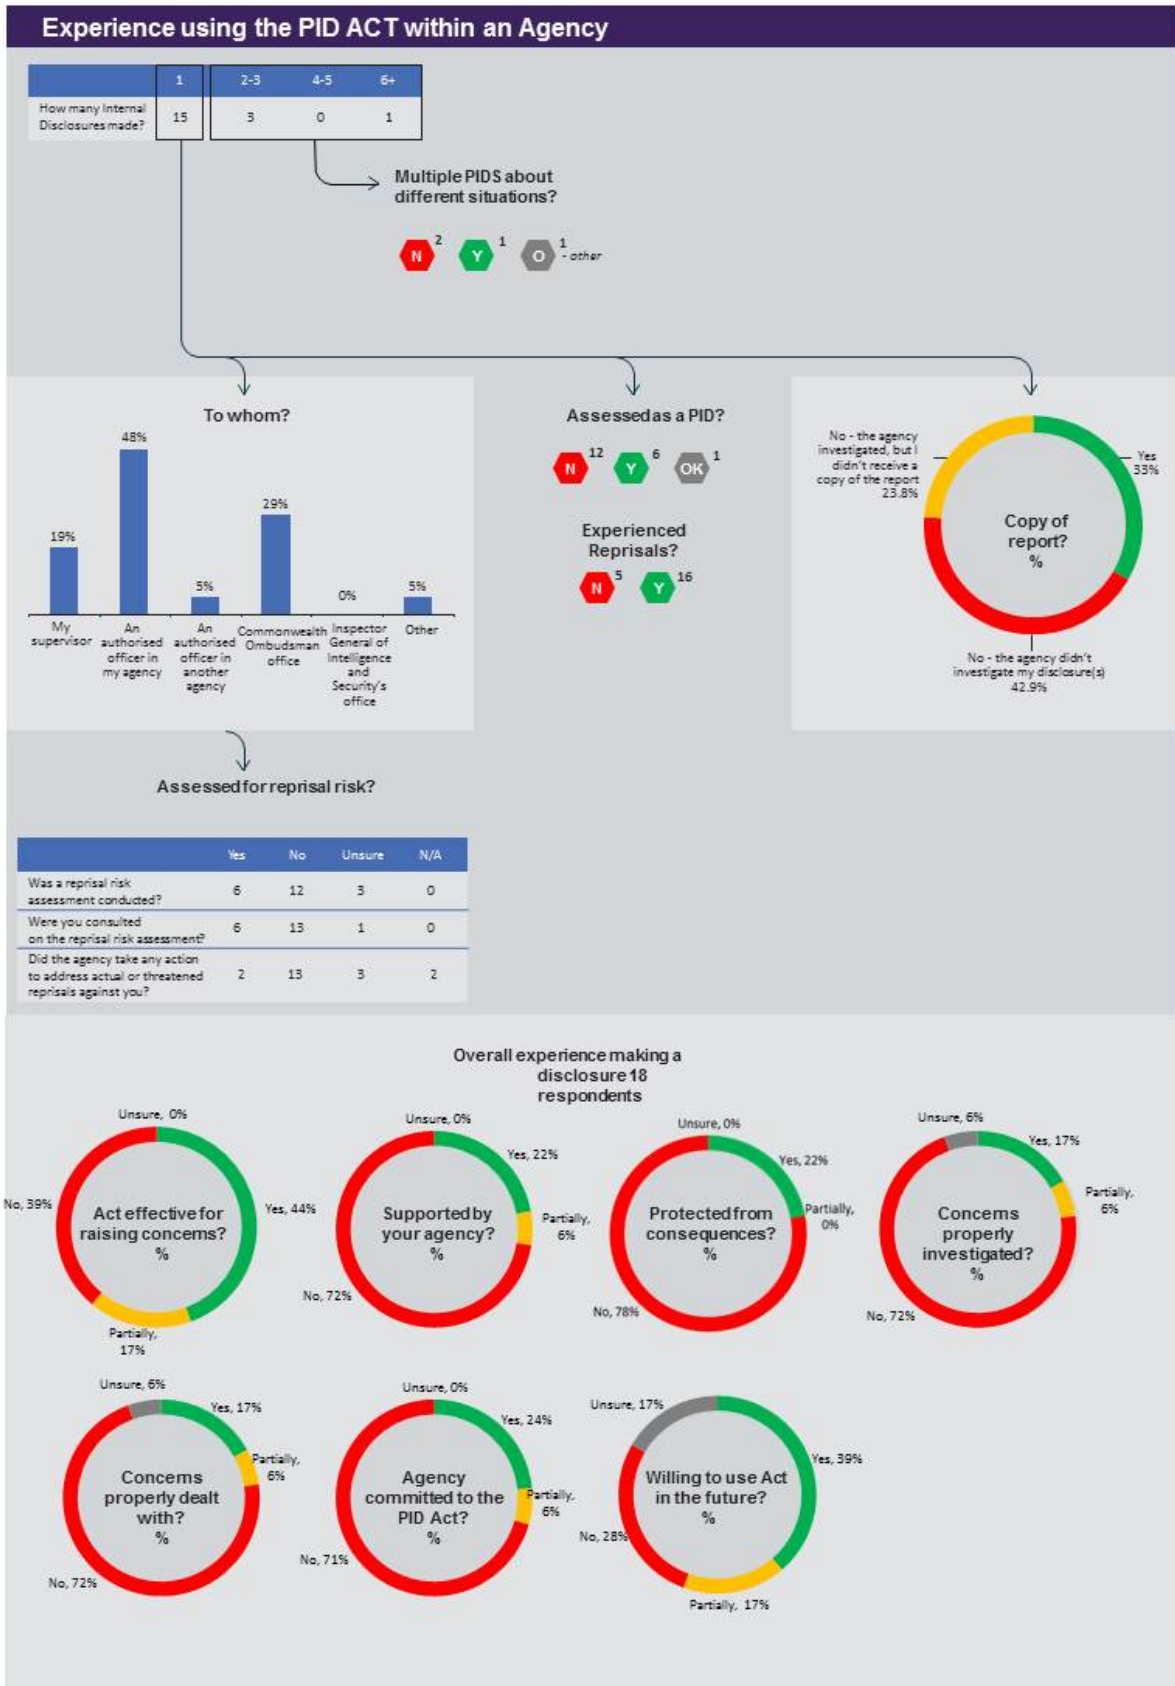 Experience using the PID ACT within an Agency
1 2-3 4-5 6+
How many Internal
Disclosures made?
15 3 0 1
Multiple PIDS about
different situations?
N 2 Y 1 O 1
- other
To whom?
19%
48%
5%
29%
0%
5%
My
supervisor
An
authorised
officer in
my agency
An
authorised
officer in
another
agency
Commonwealth
Ombudsman
office
Inspector
General of
Intelligence
and
Security's
office
Other
Assessed as a PID?
N 12 Y 6 OK 1
Experienced
Reprisals?
N 5 Y 16
No - the agency
investigated, but I
didn't receive a
copy of the report
23.8%
Yes
33%
Copy of
report?
%
No - the agency didn't
investigate my disclosure(s)
42.9%
Assessed for reprisal risk?
Yes No Unsure N/A
Was a reprisal risk
assessment conducted?
6 12 3 0
Were you consulted
on the reprisal risk assessment?
6 13 1 0
Did the agency take any action
to address actual or threatened
reprisals against you?
2 13 3 2
Overall experience making a
disclosure 18
respondents
Unsure, 0%
No, 39%
Act effective for
raising concerns?
%
Yes, 44%
Partially,
17%
Unsure, 0%
Yes, 22%
Supported by
your agency?
%
Partially,
6%
No, 72%
Unsure, 0%
Yes, 22%
Protected from
consequences?
%
Partially,
0%
No, 78%
Unsure, 6%
Yes, 17%
Partially,
6%
Concerns
properly
investigated?
%
No, 72%
Unsure, 6%
Yes, 17%
Partially,
6%
Concerns
properly dealt
with?
%
No, 72%
Unsure, 0%
Yes, 24%
Agency
committed to the
PID Act?
%
Partially,
6%
No, 71%
Unsure, 17%
Yes, 39%
Willing to use Act
in the future?
%
No, 28%
Partially, 17%